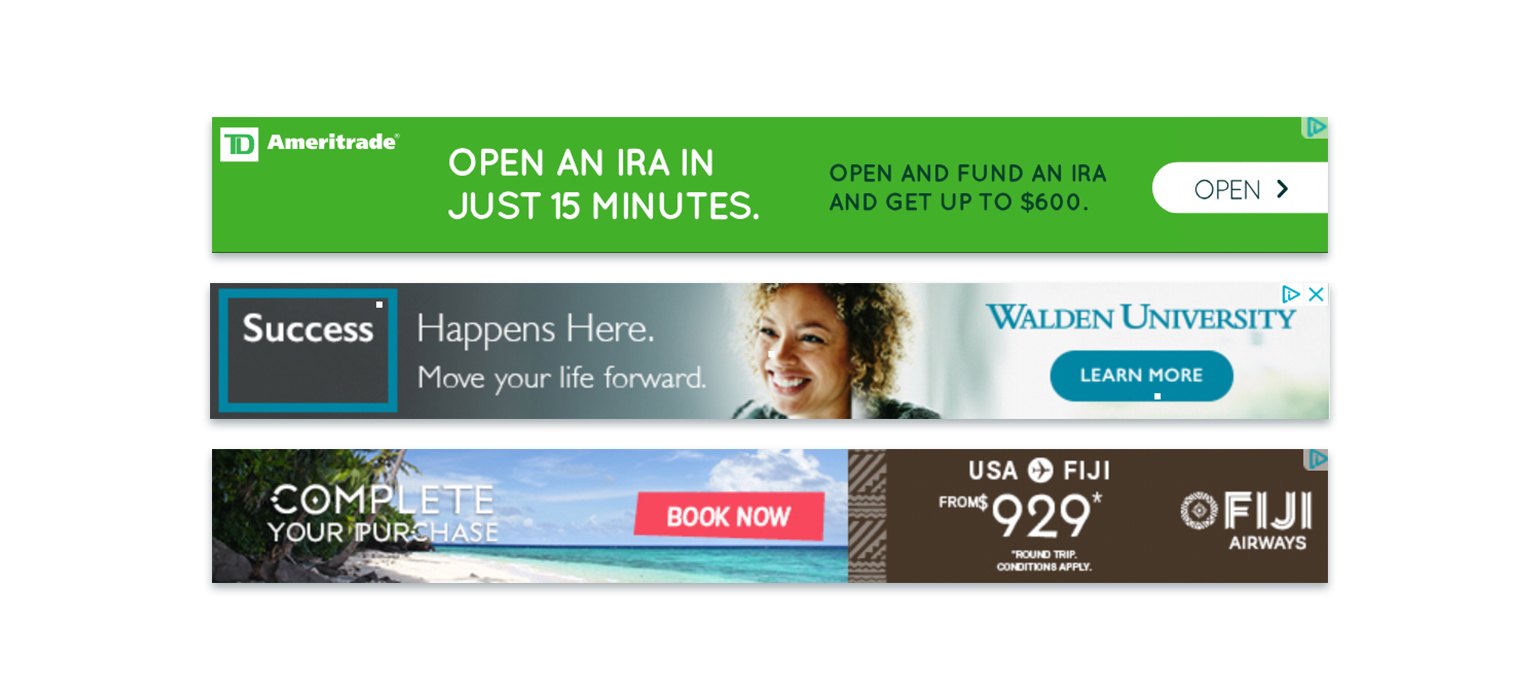 TD Ameritrade®
OPEN AN IRA IN
JUST 15 MINUTES.
OPEN AND FUND AN IRA
AND GET UP TO $600.
OPEN
Success
Happens Here.
Move your life forward.
WALDEN UNIVERSITY
LEARN MORE
COMPLETE
YOUR PURCHASE
BOOK NOW
USA FIJI
FROM$ 929*
*ROUND TRIP.
CONDITIONS APPLY.
FIJI
AIRWAYS